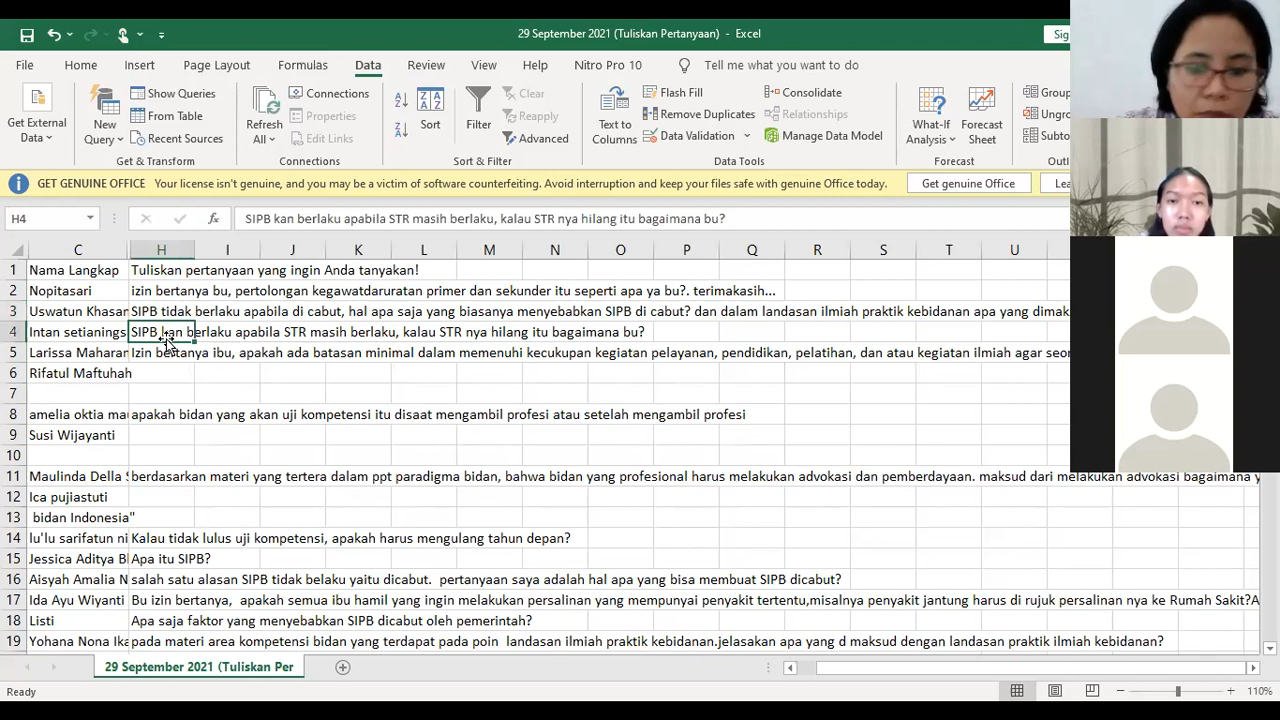 29 September 2021 (Tuliskan Pertanyaan) - Excel
Sig
File Home Insert Page Layout Formulas Data Review View Help Nitro Pro 10 Tell me what you want to do
Get External Data
New Query
Show Queries
From Table
Recent Sources
Get & Transform
Refresh All
Connections
Properties
Edit Links
Connections
Sort
Filter
Clear
Reapply
Advanced
Sort & Filter
Text to Columns
Flash Fill
Remove Duplicates
Data Validation
Consolidate
Relationships
Manage Data Model
Data Tools
What-If Analysis
Forecast Sheet
Forecast
Group
Ungro
Subto
Outl
GET GENUINE OFFICE Your license isn't genuine, and you may be a victim of software counterfeiting. Avoid interruption and keep your files safe with genuine Office today. Get genuine Office Lea
H4 fx SIPB kan berlaku apabila STR masih berlaku, kalau STR nya hilang itu bagaimana bu?
C H I J K L M N O P Q R S T U
1 Nama Langkap Tuliskan pertanyaan yang ingin Anda tanyakan!
2 Nopitasari izin bertanya bu, pertolongan kegawatdaruratan primer dan sekunder itu seperti apa ya bu?. terimakasih...
3 Uswatun Khasan SIPB tidak berlaku apabila di cabut, hal apa saja yang biasanya menyebabkan SIPB di cabut? dan dalam landasan ilmiah praktik kebidanan apa yang dimak
4 Intan setianings SIPB kan berlaku apabila STR masih berlaku, kalau STR nya hilang itu bagaimana bu?
5 Larissa Maharan Izin bertanya ibu, apakah ada batasan minimal dalam memenuhi kecukupan kegiatan pelayanan, pendidikan, pelatihan, dan atau kegiatan ilmiah agar seor
6 Rifatul Maftuhah
7
8 amelia oktia mau apakah bidan yang akan uji kompetensi itu disaat mengambil profesi atau setelah mengambil profesi
9 Susi Wijayanti
10
11 Maulinda Della S berdasarkan materi yang tertera dalam ppt paradigma bidan, bahwa bidan yang profesional harus melakukan advokasi dan pemberdayaan. maksud dari melakukan advokasi bagaimana y
12 Ica pujiastuti
13 bidan Indonesia"
14 lu'lu sarifatun ni Kalau tidak lulus uji kompetensi, apakah harus mengulang tahun depan?
15 Jessica Aditya Bl Apa itu SIPB?
16 Aisyah Amalia N salah satu alasan SIPB tidak belaku yaitu dicabut. pertanyaan saya adalah hal apa yang bisa membuat SIPB dicabut?
17 Ida Ayu Wiyanti Bu izin bertanya, apakah semua ibu hamil yang ingin melakukan persalinan yang mempunyai penyakit tertentu,misalnya penyakit jantung harus di rujuk persalinan nya ke Rumah Sakit?A
18 Listi Apa saja faktor yang menyebabkan SIPB dicabut oleh pemerintah?
19 Yohana Nona Ika pada materi area kompetensi bidan yang terdapat pada poin landasan ilmiah praktik kebidanan.jelasakan apa yang d maksud dengan landasan praktik ilmiah kebidanan?
29 September 2021 (Tuliskan Per
Ready
110%